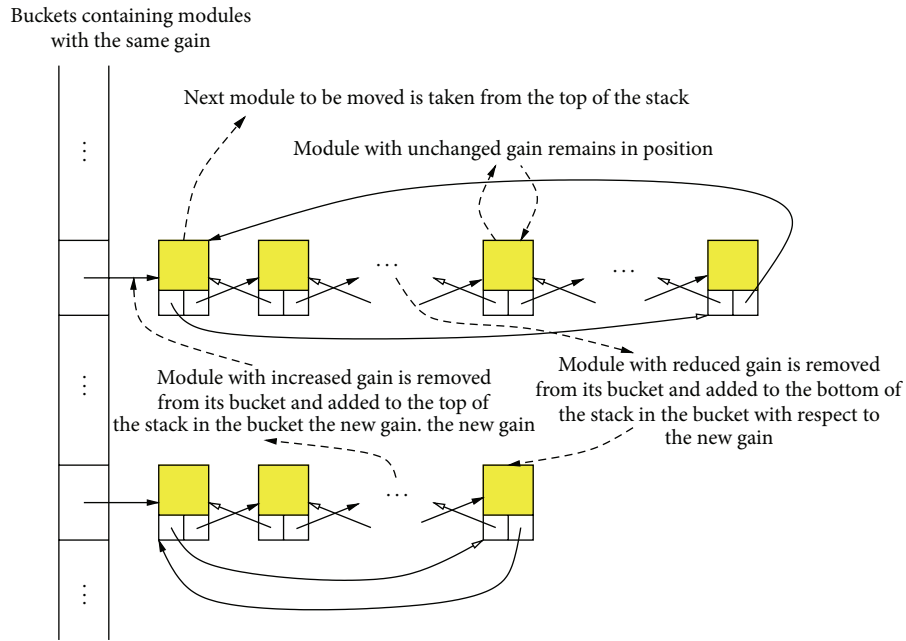 Buckets containing modules
with the same gain
Next module to be moved is taken from the top of the stack
Module with unchanged gain remains in position
⋮
...
...
⋮
Module with increased gain is removed
from its bucket and added to the top of
the stack in the bucket the new gain. the new gain
Module with reduced gain is removed
from its bucket and added to the bottom of
the stack in the bucket with respect to
the new gain
...
⋮